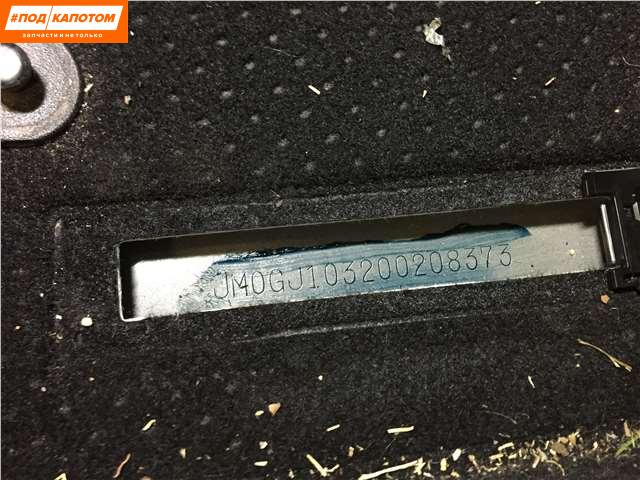 #ПОД КАПОТОМ
запчасти и не только
JM0GJ103200208373